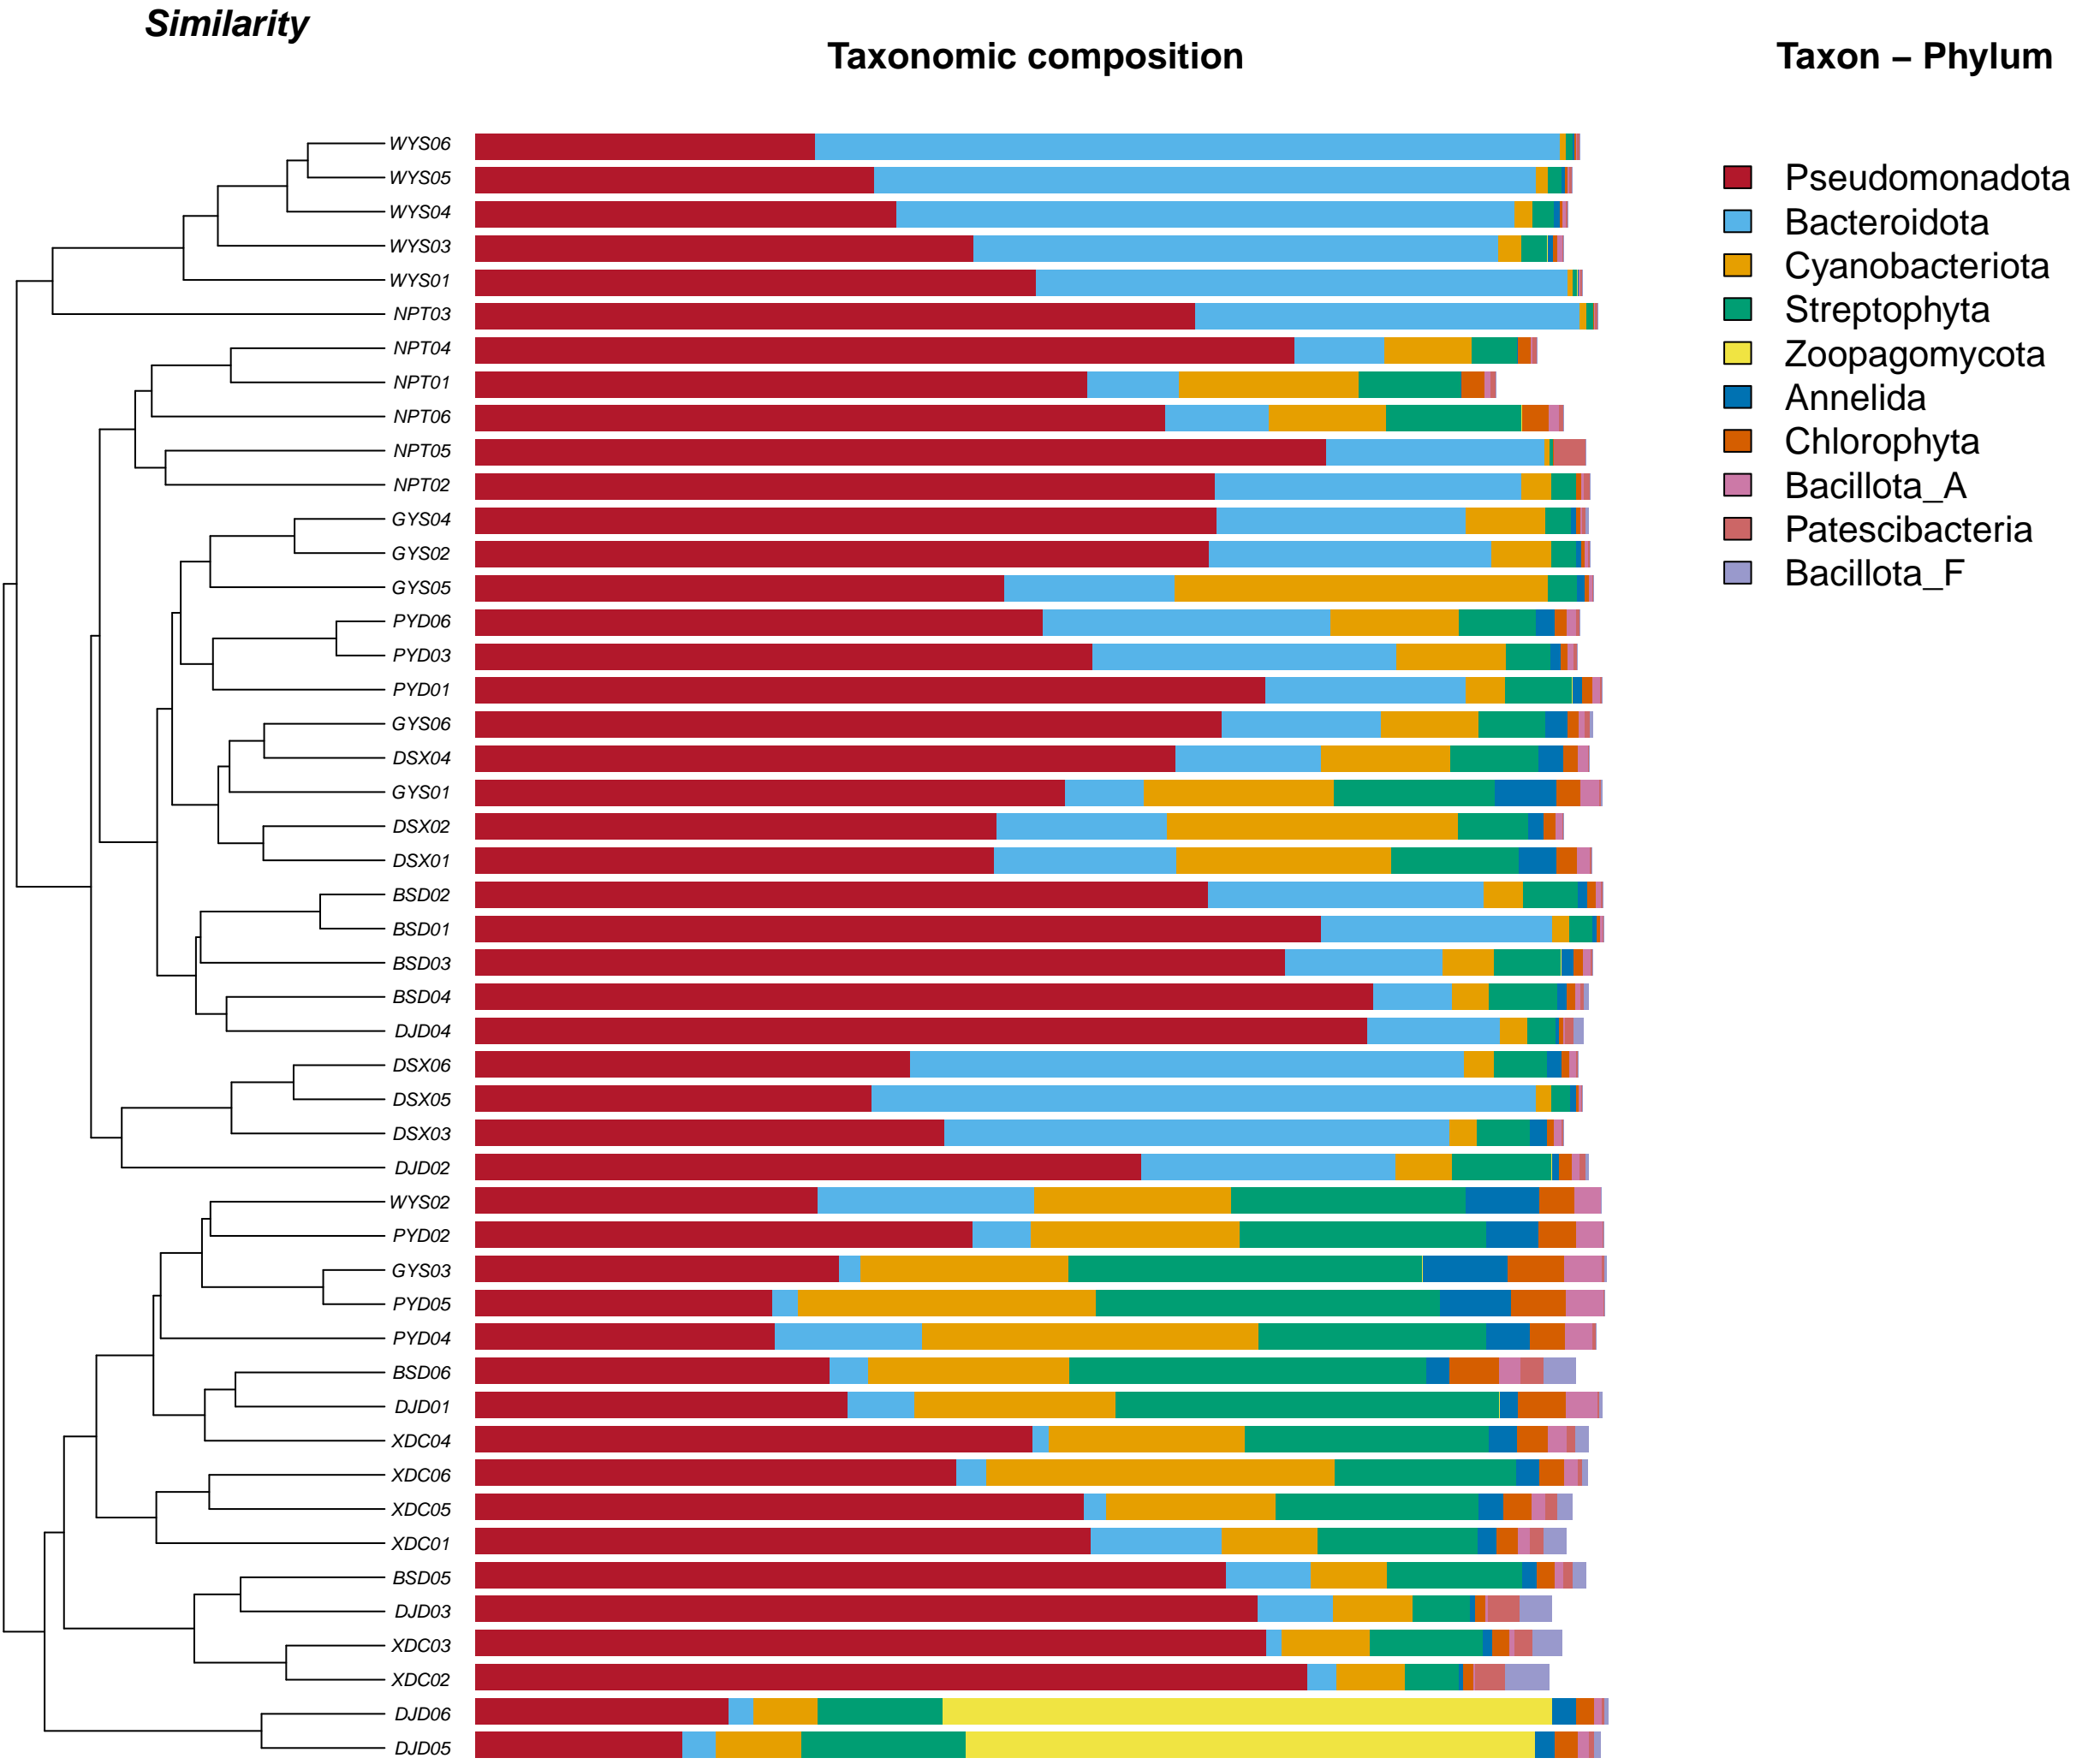 Similarity
Taxonomic composition
Taxon – Phylum
WYS06
WYS05
WYS04
WYS03
WYS01
NPT03
NPT04
NPT01
NPT06
NPT05
NPT02
GYS04
GYS02
GYS05
PYD06
PYD03
PYD01
GYS06
DSX04
GYS01
DSX02
DSX01
BSD02
BSD01
BSD03
BSD04
DJD04
DSX06
DSX05
DSX03
DJD02
WYS02
PYD02
GYS03
PYD05
PYD04
BSD06
DJD01
XDC04
XDC06
XDC05
XDC01
BSD05
DJD03
XDC03
XDC02
DJD06
DJD05
Pseudomonadota
Bacteroidota
Cyanobacteriota
Streptophyta
Zoopagomycota
Annelida
Chlorophyta
Bacillota_A
Patescibacteria
Bacillota_F